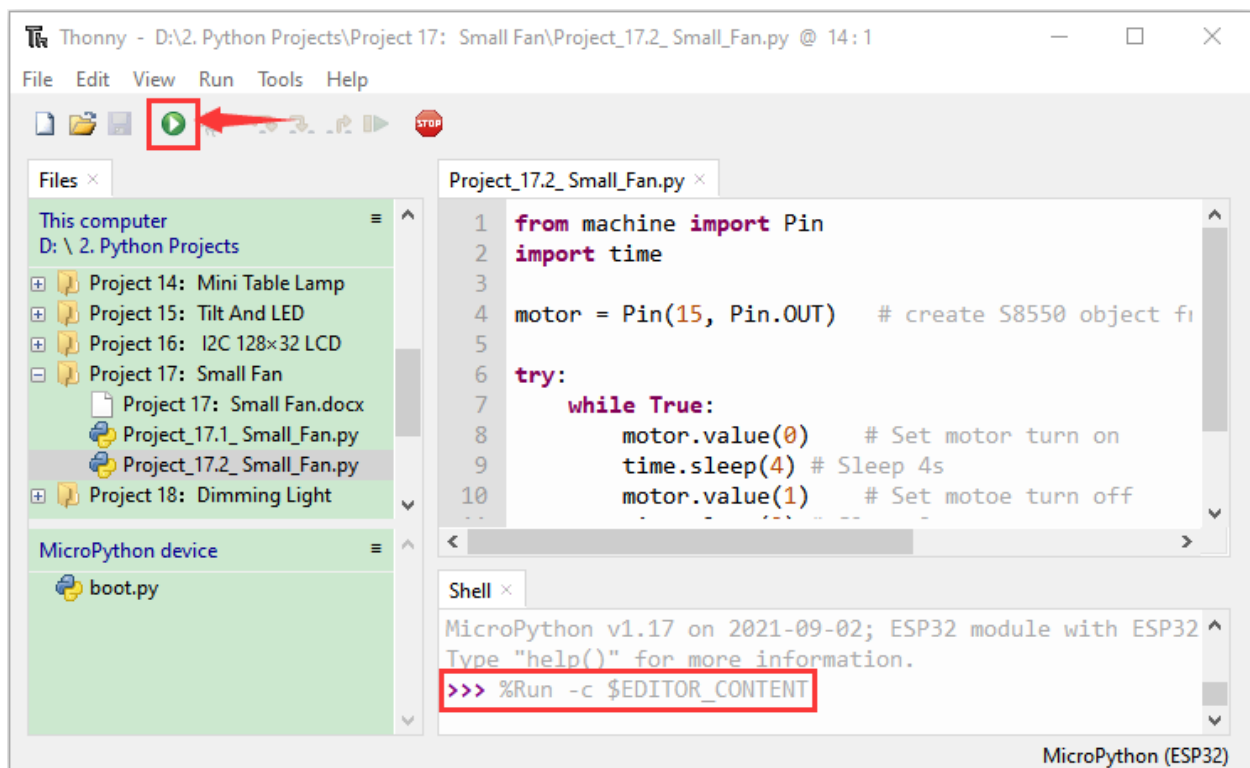 Thonny - D:\2. Python Projects\Project 17: Small Fan\Project_17.2_ Small_Fan.py @ 14:1
File Edit View Run Tools Help
STOP
Files
This computer
D: \ 2. Python Projects
Project 14: Mini Table Lamp
Project 15: Tilt And LED
Project 16: I2C 128×32 LCD
Project 17: Small Fan
Project 17: Small Fan.docx
Project_17.1_ Small_Fan.py
Project_17.2_ Small_Fan.py
Project 18: Dimming Light
MicroPython device
boot.py
Project_17.2_ Small_Fan.py
1 from machine import Pin
2 import time
3
4 motor = Pin(15, Pin.OUT) # create S8550 object
5
6 try:
7 while True:
8 motor.value(0) # Set motor turn on
9 time.sleep(4) # Sleep 4s
10 motor.value(1) # Set motoe turn off
Shell
MicroPython v1.17 on 2021-09-02; ESP32 module with ESP32
Type "help()" for more information.
>>> %Run -c $EDITOR_CONTENT
MicroPython (ESP32)